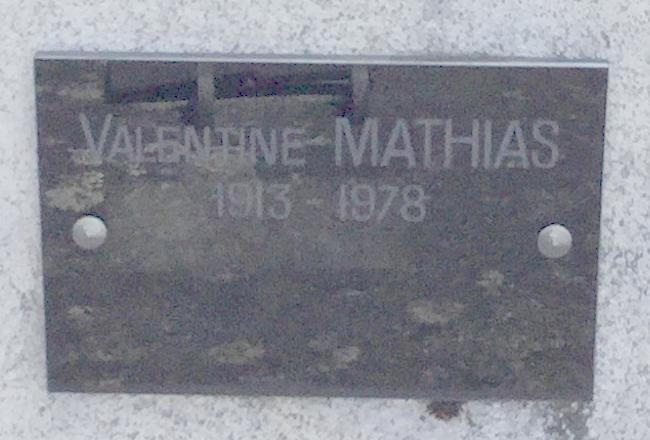 VALENTINE MATHIAS
1913 - 1978